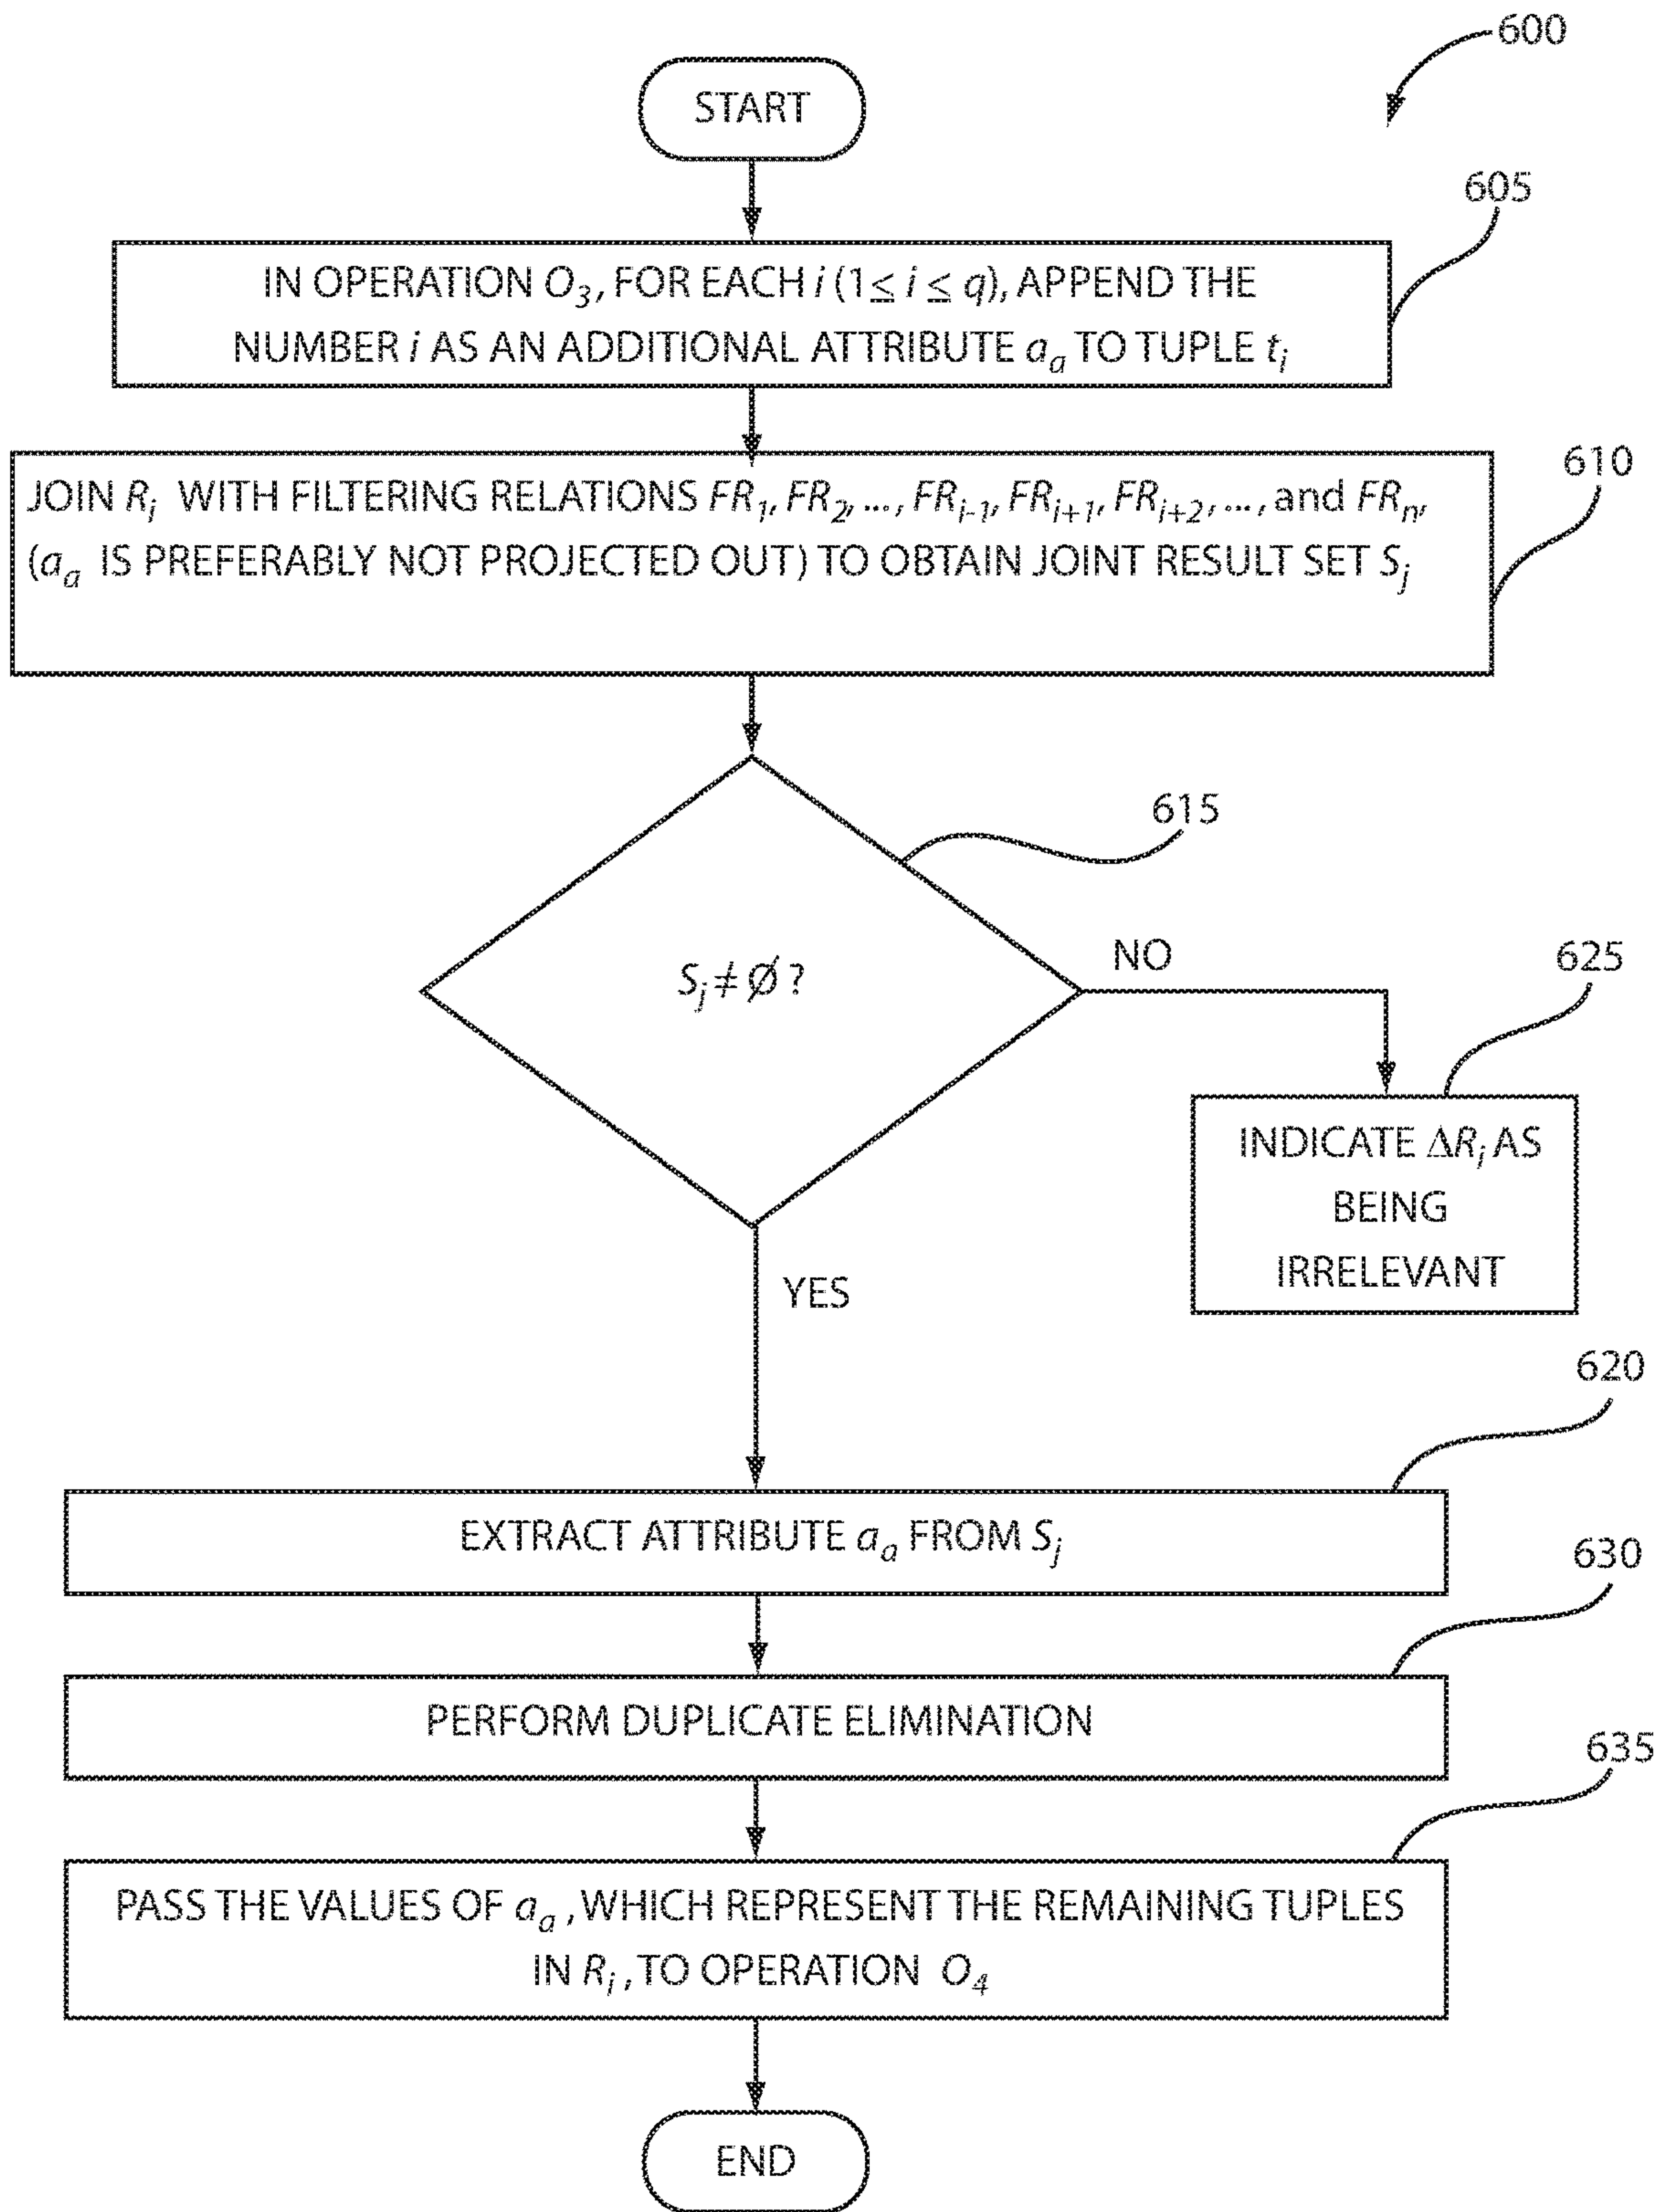 600
START
605
IN OPERATION O₃, FOR EACH i (1≤ i ≤ q), APPEND THE
NUMBER i AS AN ADDITIONAL ATTRIBUTE aₐ TO TUPLE tᵢ
610
JOIN Rᵢ WITH FILTERING RELATIONS FR₁, FR₂, ..., FRᵢ₋₁, FRᵢ₊₁, FRᵢ₊₂, ..., and FRₙ,
(aₐ IS PREFERABLY NOT PROJECTED OUT) TO OBTAIN JOINT RESULT SET Sⱼ
615
Sⱼ ≠ Ø ?
NO
625
INDICATE ΔRᵢ AS
BEING
IRRELEVANT
YES
620
EXTRACT ATTRIBUTE aₐ FROM Sⱼ
630
PERFORM DUPLICATE ELIMINATION
635
PASS THE VALUES OF aₐ, WHICH REPRESENT THE REMAINING TUPLES
IN Rᵢ, TO OPERATION O₄
END